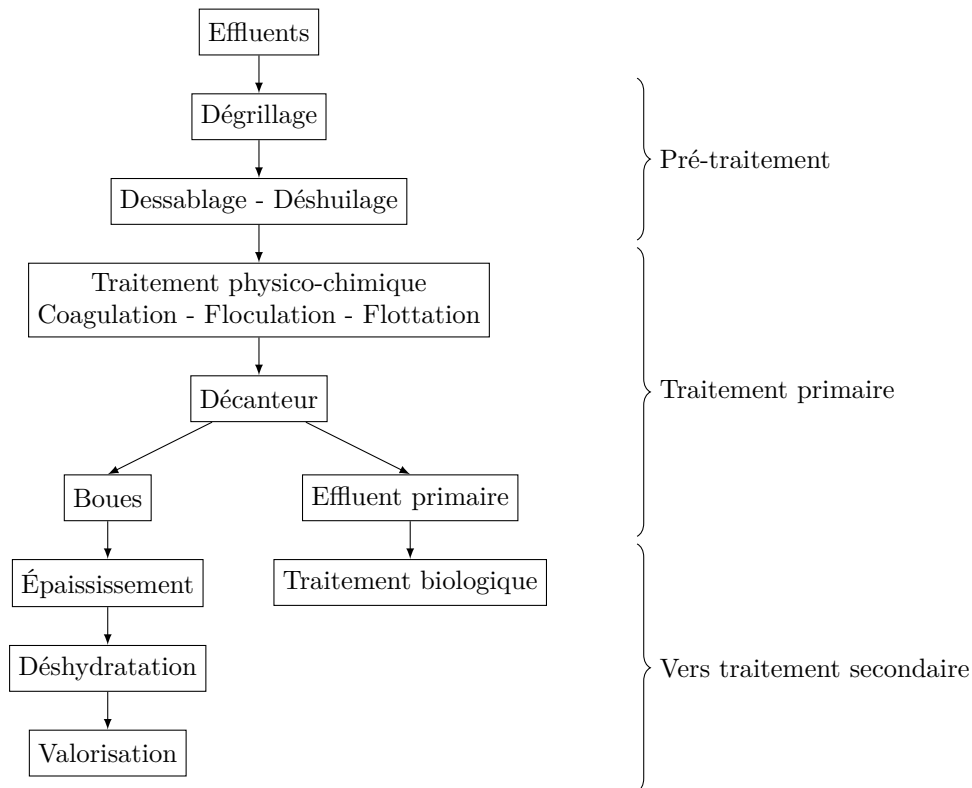 Effluents
Dégrillage
Pré-traitement
Dessablage - Déshuilage
Traitement physico-chimique
Coagulation - Floculation - Flottation
Traitement primaire
Décanteur
Boues
Effluent primaire
Épaississement
Traitement biologique
Déshydratation
Vers traitement secondaire
Valorisation